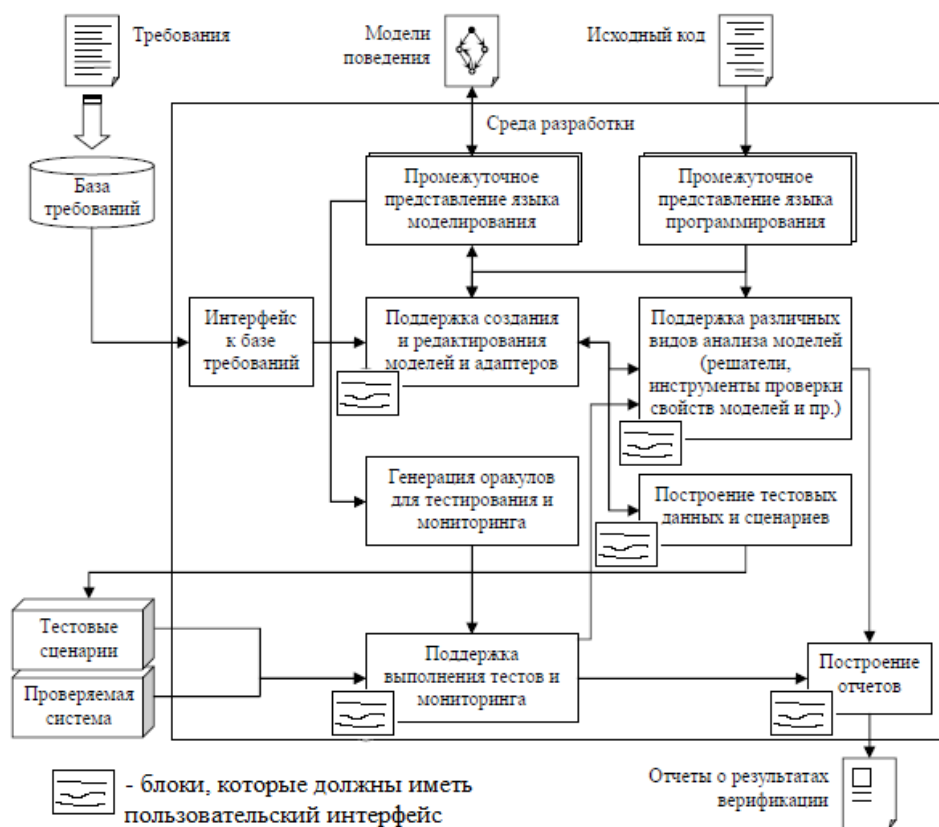 Требования
Модели
поведения
Исходный код
Среда разработки
База
требований
Промежуточное
представление языка
моделирования
Промежуточное
представление языка
программирования
Интерфейс
к базе
требований
Поддержка создания
и редактирования
моделей и адаптеров
Поддержка различных
видов анализа моделей
(решатели,
инструменты проверки
свойств моделей и пр.)
Генерация оракулов
для тестирования и
мониторинга
Построение тестовых
данных и сценариев
Тестовые
сценарии
Проверяемая
система
Поддержка
выполнения тестов и
мониторинга
Построение
отчетов
- блоки, которые должны иметь
пользовательский интерфейс
Отчеты о результатах
верификации